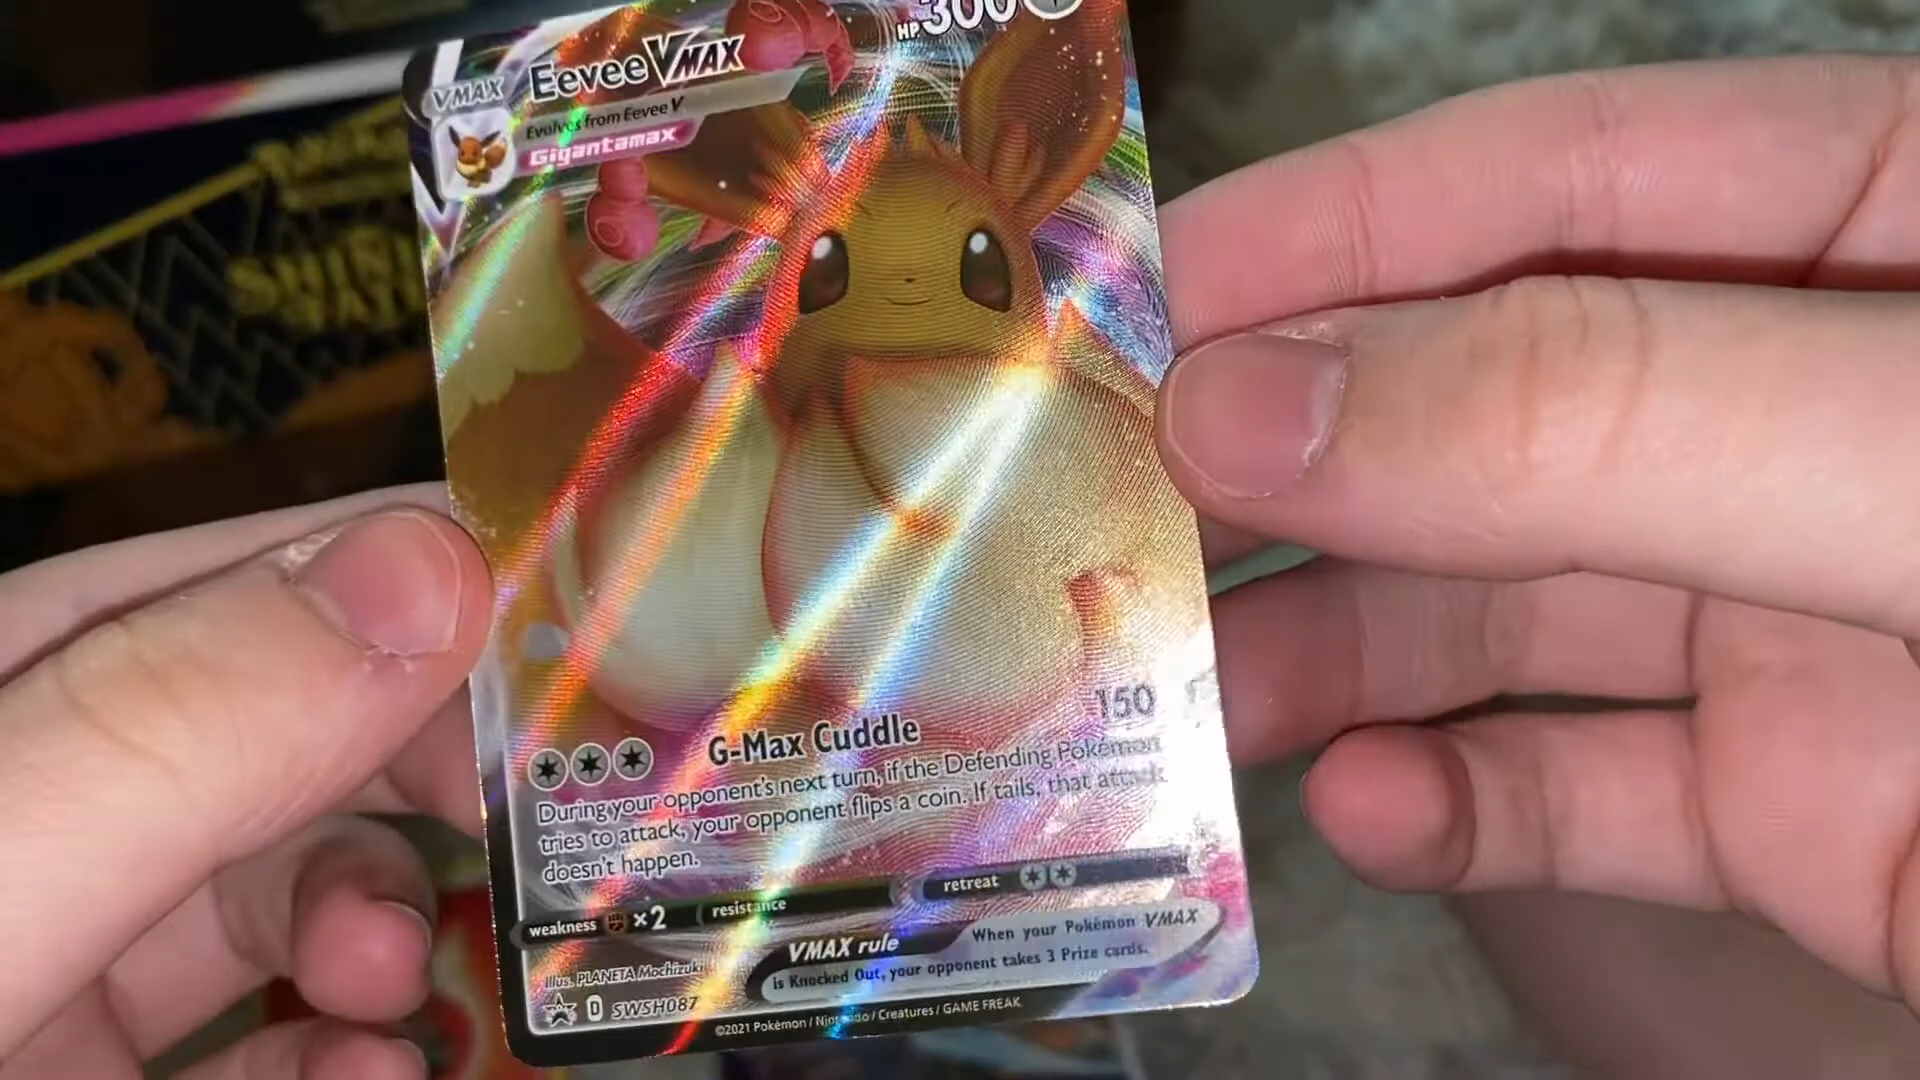 HP 300
VMAX Eevee VMAX
Evolves from Eevee V
Gigantamax
SHIN
G-Max Cuddle 150
During your opponent's next turn, if the Defending Pokémon
tries to attack, your opponent flips a coin. If tails, that attack
doesn't happen.
weakness ×2 resistance retreat
VMAX rule When your Pokémon VMAX
is Knocked Out, your opponent takes 3 Prize cards.
Illus. PLANETA Mochizuki
D SWSH087
©2021 Pokémon / Nintendo / Creatures / GAME FREAK